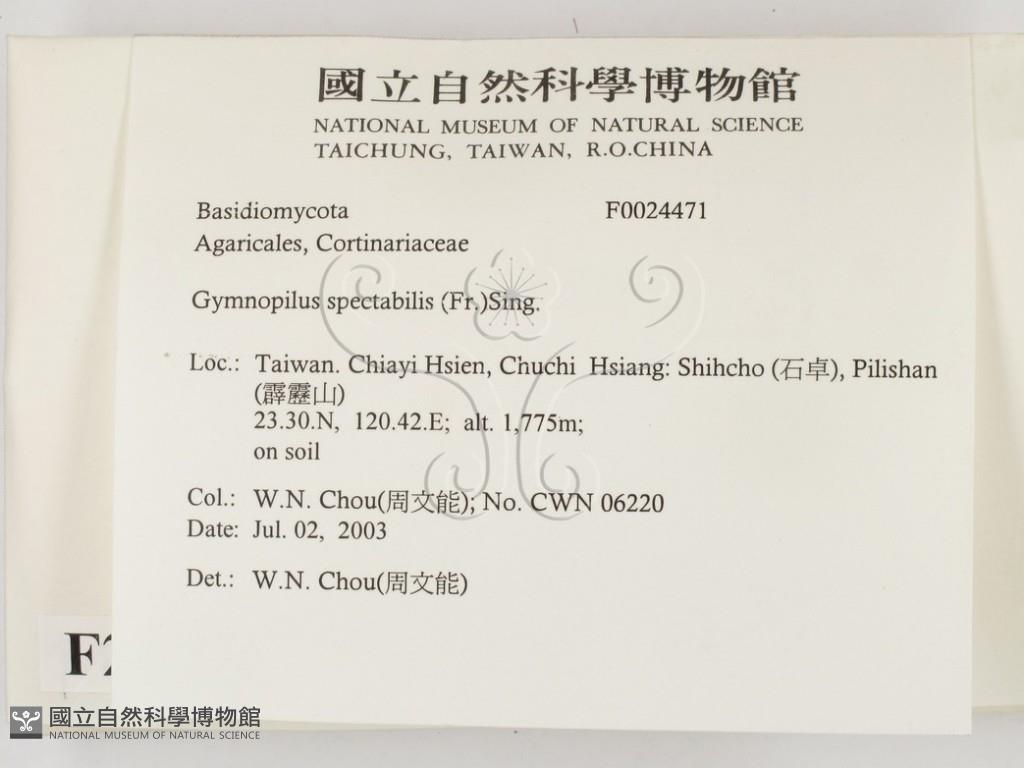 國立自然科學博物館
NATIONAL MUSEUM OF NATURAL SCIENCE
TAICHUNG, TAIWAN, R.O.CHINA
Basidiomycota F0024471
Agaricales, Cortinariaceae
Gymnopilus spectabilis (Fr.)Sing.
Loc.: Taiwan. Chiayi Hsien, Chuchi Hsiang: Shihcho (石卓), Pilishan
(霹靂山)
23.30.N, 120.42.E; alt. 1,775m;
on soil
Col.: W.N. Chou(周文能); No. CWN 06220
Date: Jul. 02, 2003
Det.: W.N. Chou(周文能)
國立自然科學博物館
NATIONAL MUSEUM OF NATURAL SCIENCE